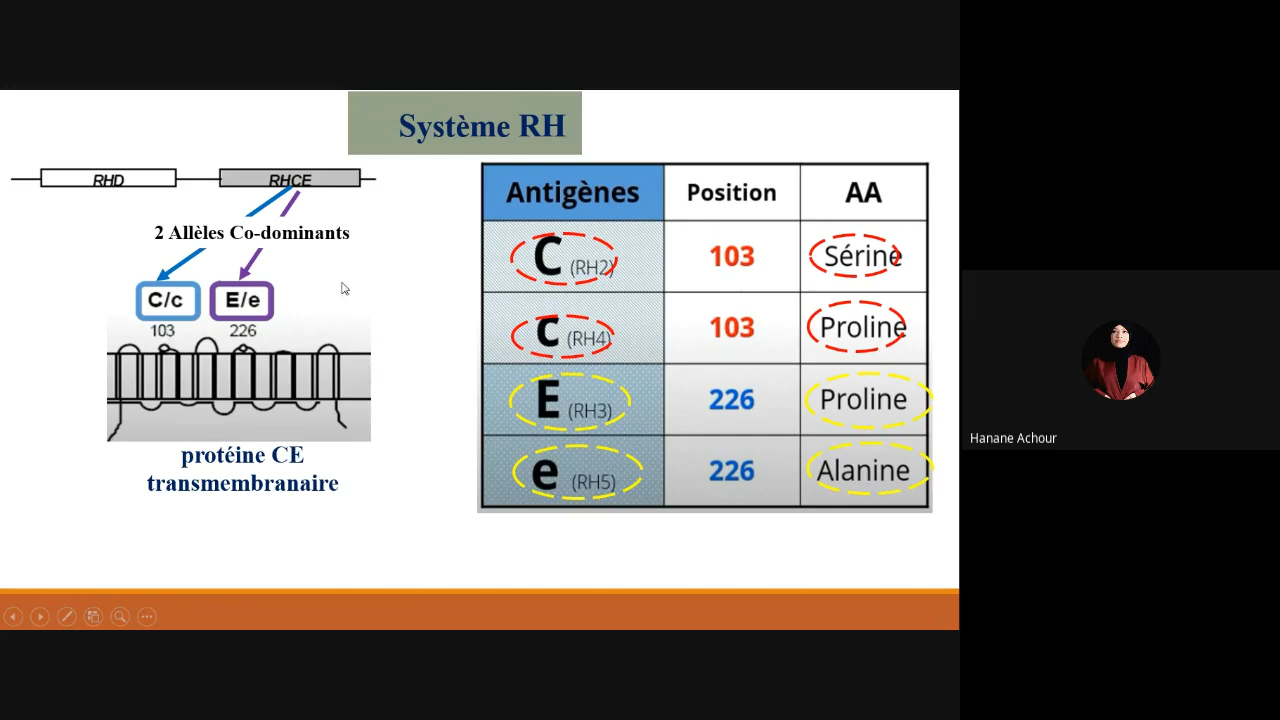 Système RH
RHD
RHCE
2 Allèles Co-dominants
C/c
E/e
103
226
protéine CE
transmembranaire
Antigènes Position AA
C (RH2) 103 Sérine
c (RH4) 103 Proline
E (RH3) 226 Proline
e (RH5) 226 Alanine
Hanane Achour